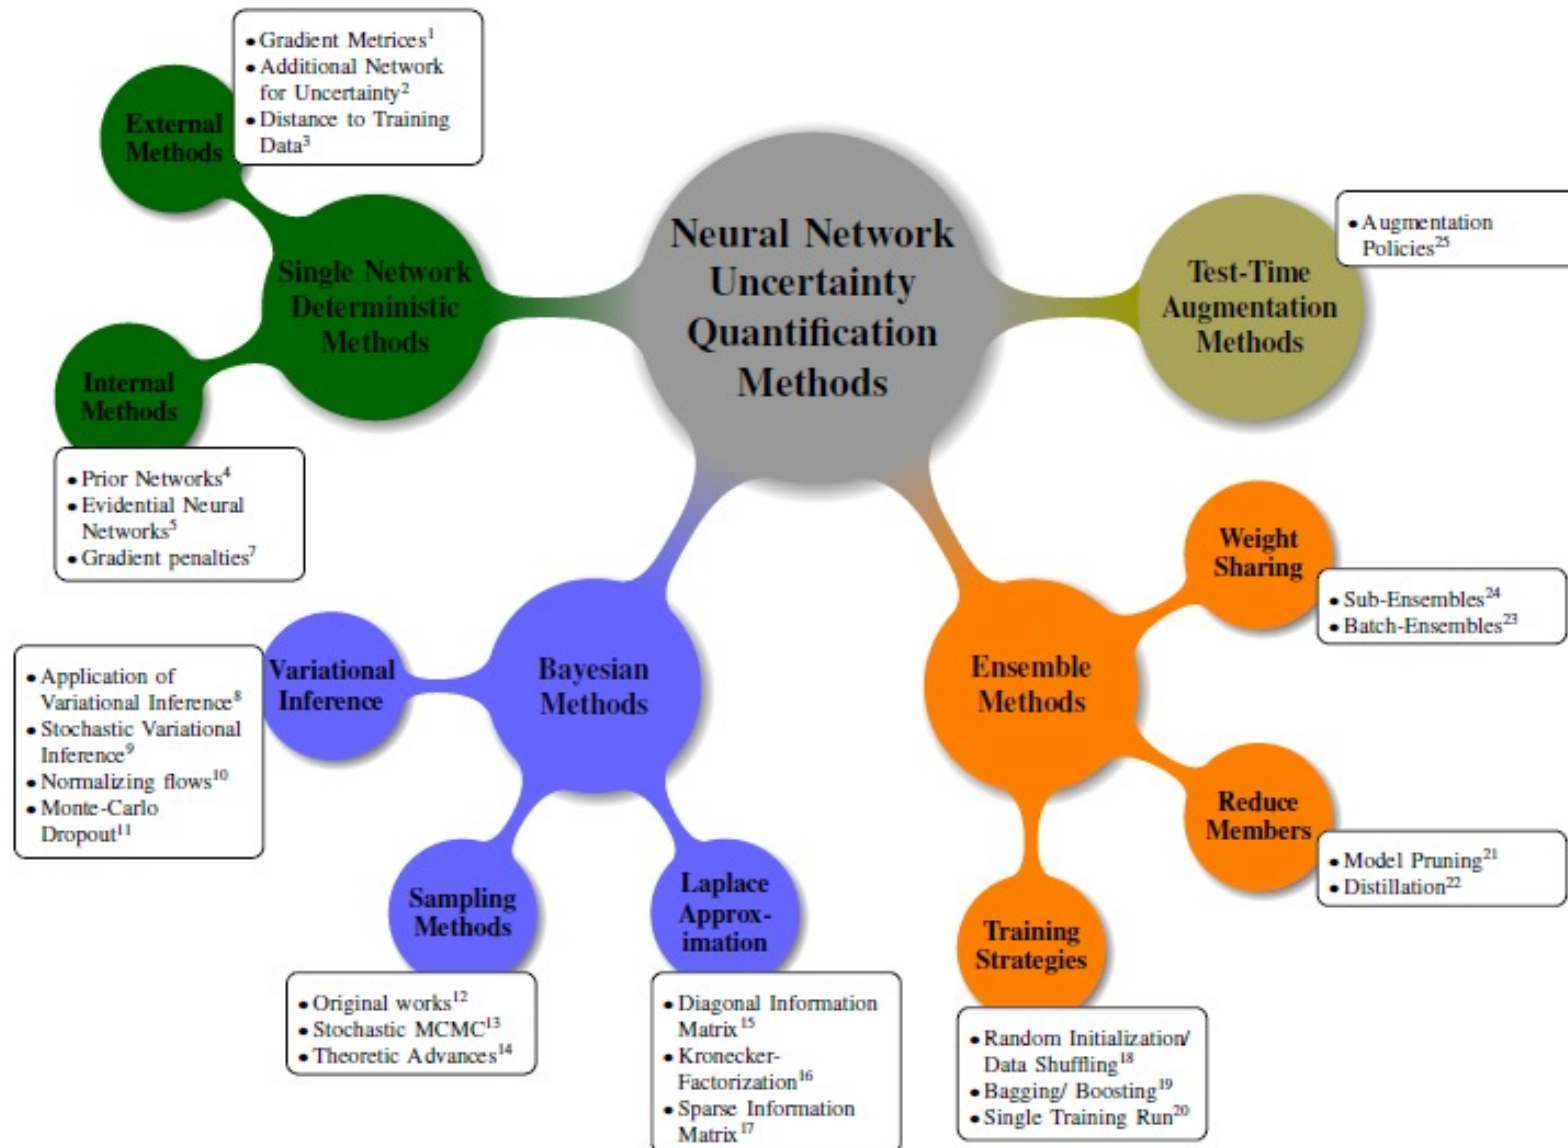 • Gradient Metrices¹
• Additional Network
for Uncertainty²
• Distance to Training
Data³
External
Methods
Single Network
Deterministic
Methods
Internal
Methods
• Prior Networks⁴
• Evidential Neural
Networks⁵
• Gradient penalties⁷
Neural Network
Uncertainty
Quantification
Methods
Test-Time
Augmentation
Methods
• Augmentation
Policies²⁵
Bayesian
Methods
Variational
Inference
• Application of
Variational Inference⁸
• Stochastic Variational
Inference⁹
• Normalizing flows¹⁰
• Monte-Carlo
Dropout¹¹
Sampling
Methods
• Original works¹²
• Stochastic MCMC¹³
• Theoretic Advances¹⁴
Laplace
Approx-
imation
• Diagonal Information
Matrix¹⁵
• Kronecker-
Factorization¹⁶
• Sparse Information
Matrix¹⁷
Ensemble
Methods
Weight
Sharing
• Sub-Ensembles²⁴
• Batch-Ensembles²³
Reduce
Members
• Model Pruning²¹
• Distillation²²
Training
Strategies
• Random Initialization/
Data Shuffling¹⁸
• Bagging/ Boosting¹⁹
• Single Training Run²⁰